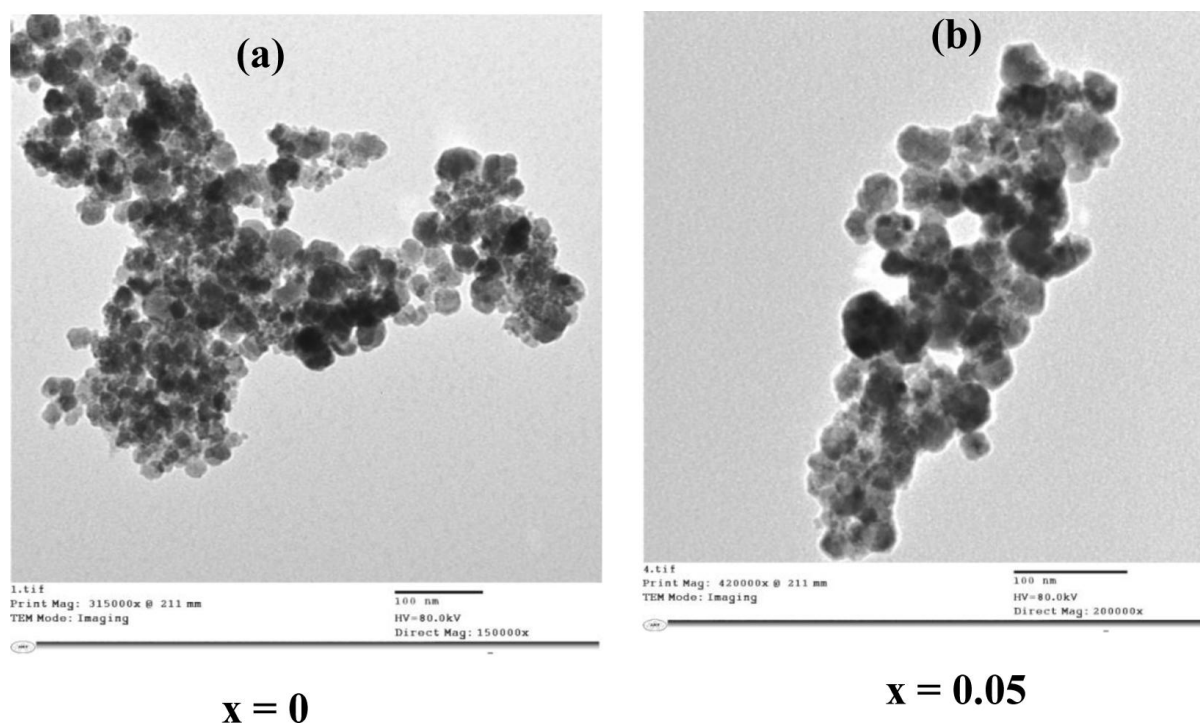 (a)
1.tif
Print Mag: 315000x @ 211 mm
TEM Mode: Imaging
100 nm
HV=80.0kV
Direct Mag: 150000x
x = 0
(b)
4.tif
Print Mag: 420000x @ 211 mm
TEM Mode: Imaging
100 nm
HV=80.0kV
Direct Mag: 200000x
x = 0.05